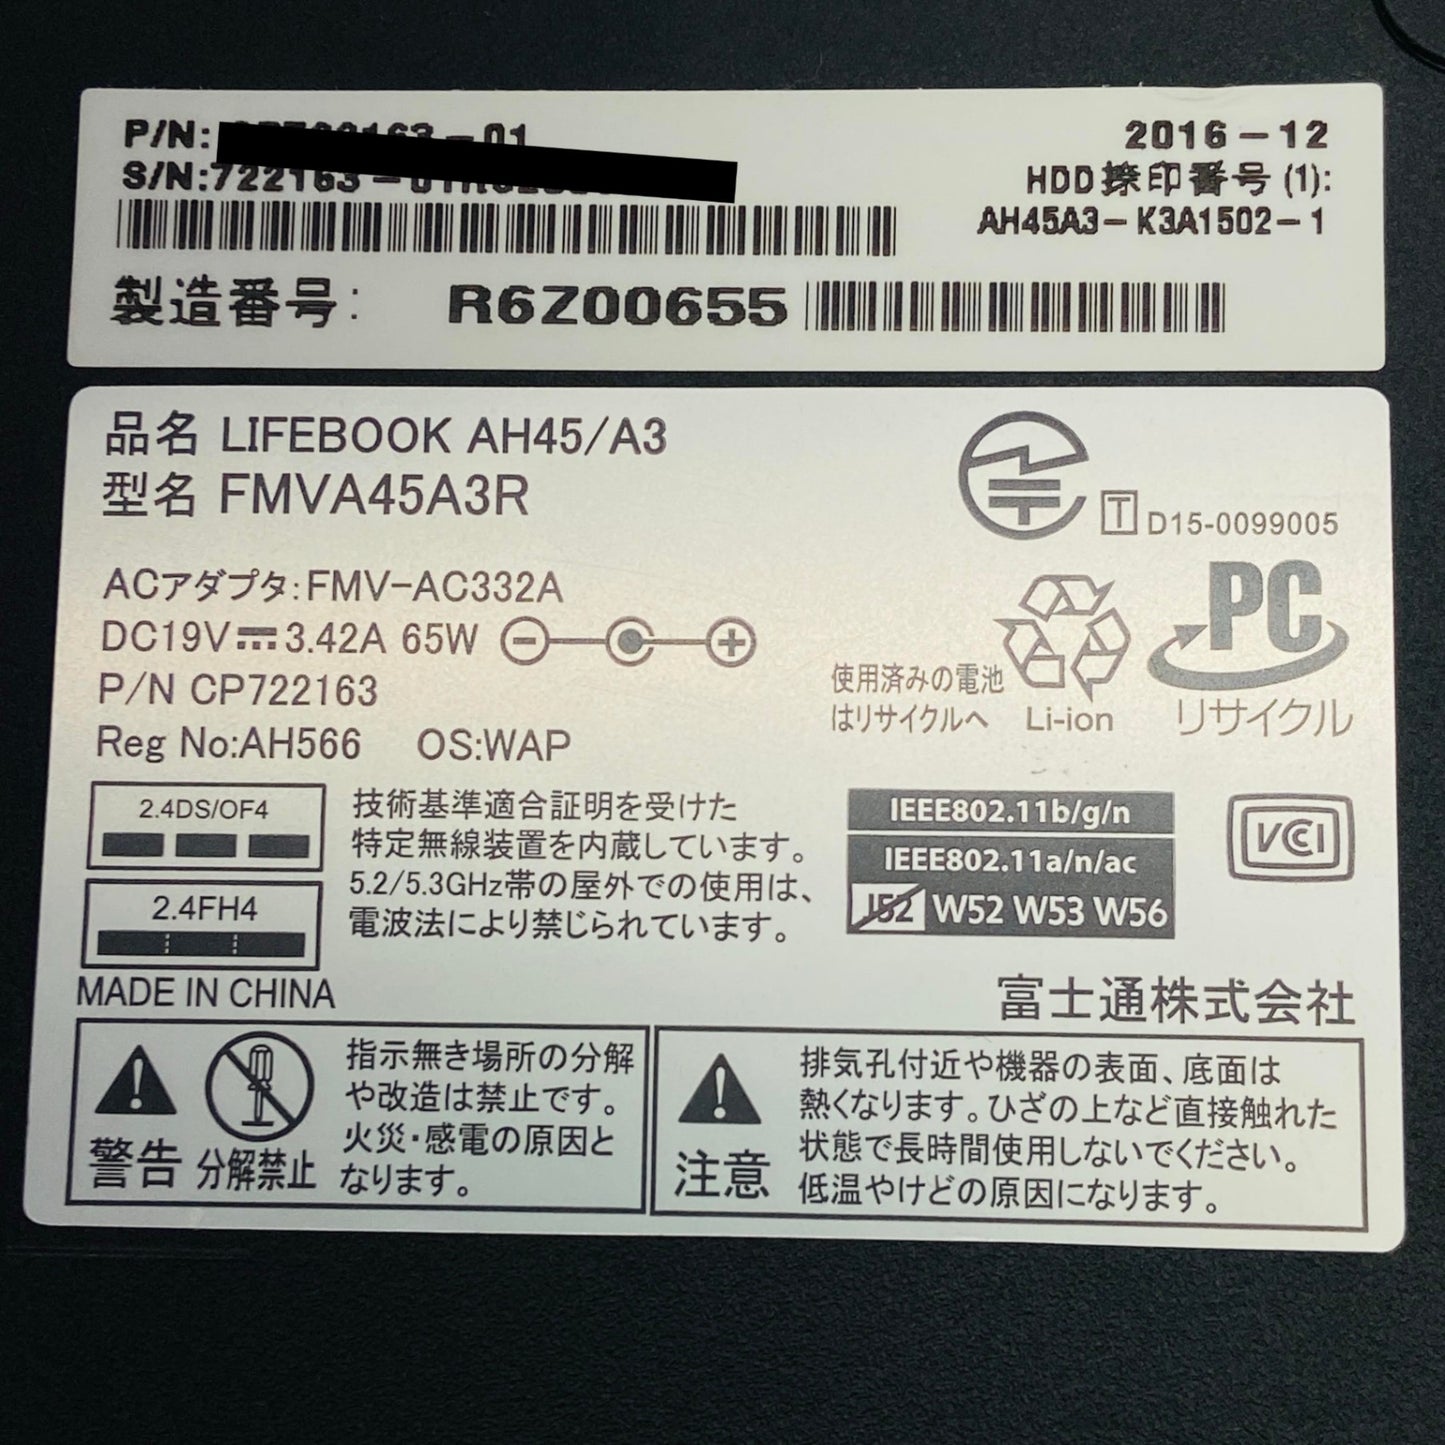 P/N: -01
S/N:722163-01R
2016-12
HDD捺印番号(1):
AH45A3-K3A1502-1
製造番号: R6Z00655
品名 LIFEBOOK AH45/A3
型名 FMVA45A3R
T D15-0099005
ACアダプタ:FMV-AC332A
DC19V 3.42A 65W
P/N CP722163
Reg No:AH566 OS:WAP
使用済みの電池
はリサイクルへ
Li-ion
PC
リサイクル
2.4DS/OF4
2.4FH4
技術基準適合証明を受けた
特定無線装置を内蔵しています。
5.2/5.3GHz帯の屋外での使用は、
電波法により禁じられています。
IEEE802.11b/g/n
IEEE802.11a/n/ac
J52 W52 W53 W56
VCCI
MADE IN CHINA
富士通株式会社
警告
分解禁止
指示無き場所の分解
や改造は禁止です。
火災・感電の原因と
なります。
注意
排気孔付近や機器の表面、底面は
熱くなります。ひざの上など直接触れた
状態で長時間使用しないでください。
低温やけどの原因になります。